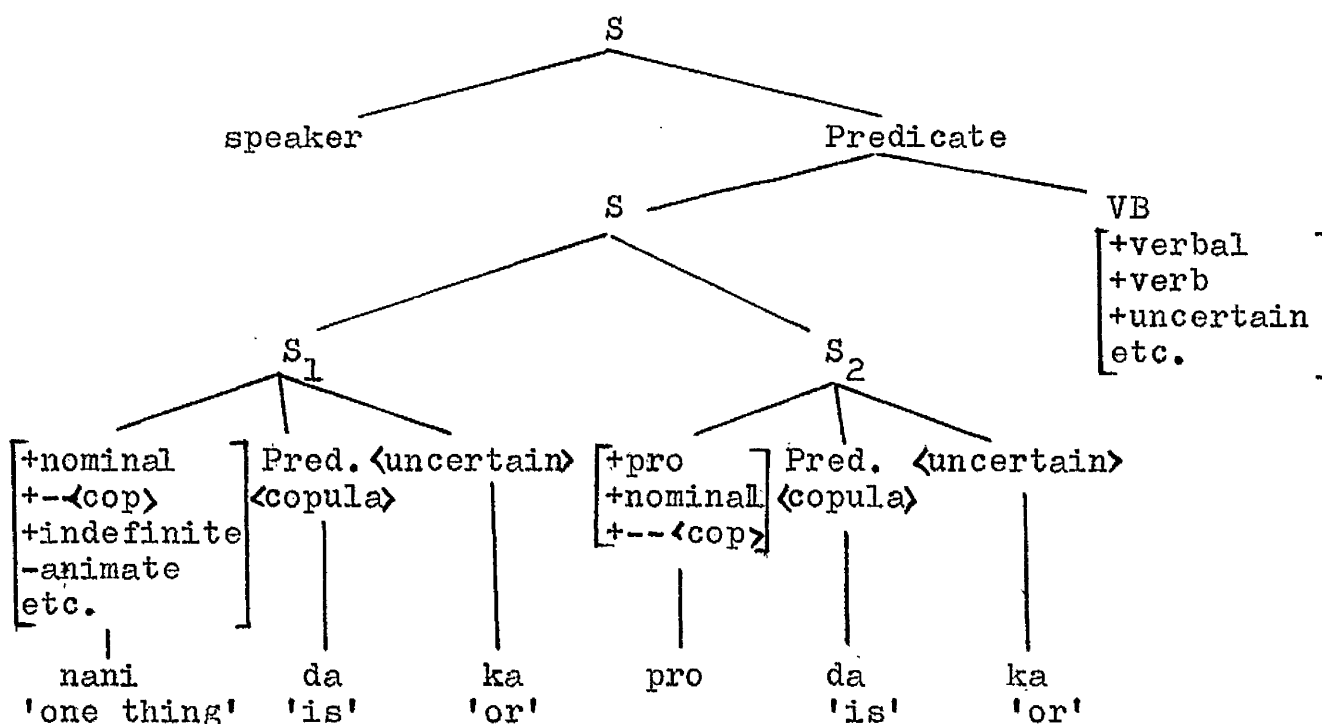 S
speaker Predicate
S VB
[+verbal
+verb
+uncertain
etc.]
S1 S2
[+nominal ] Pred. <uncertain> [+pro ] Pred. <uncertain>
+--<cop> <copula> +nominal <copula>
+indefinite +--<cop>
-animate
etc.
nani da ka pro da ka
'one thing' 'is' 'or' 'is' 'or'